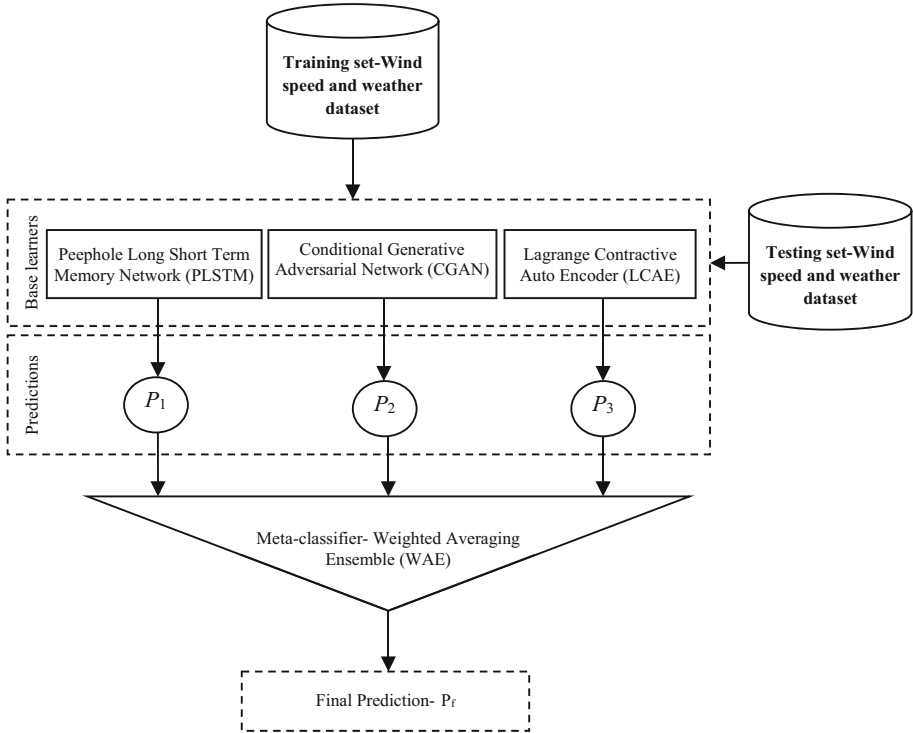 Training set-Wind
speed and weather
dataset
Base learners
Peephole Long Short Term
Memory Network (PLSTM)
Conditional Generative
Adversarial Network (CGAN)
Lagrange Contractive
Auto Encoder (LCAE)
Testing set-Wind
speed and weather
dataset
Predictions
P1
P2
P3
Meta-classifier- Weighted Averaging
Ensemble (WAE)
Final Prediction- Pf